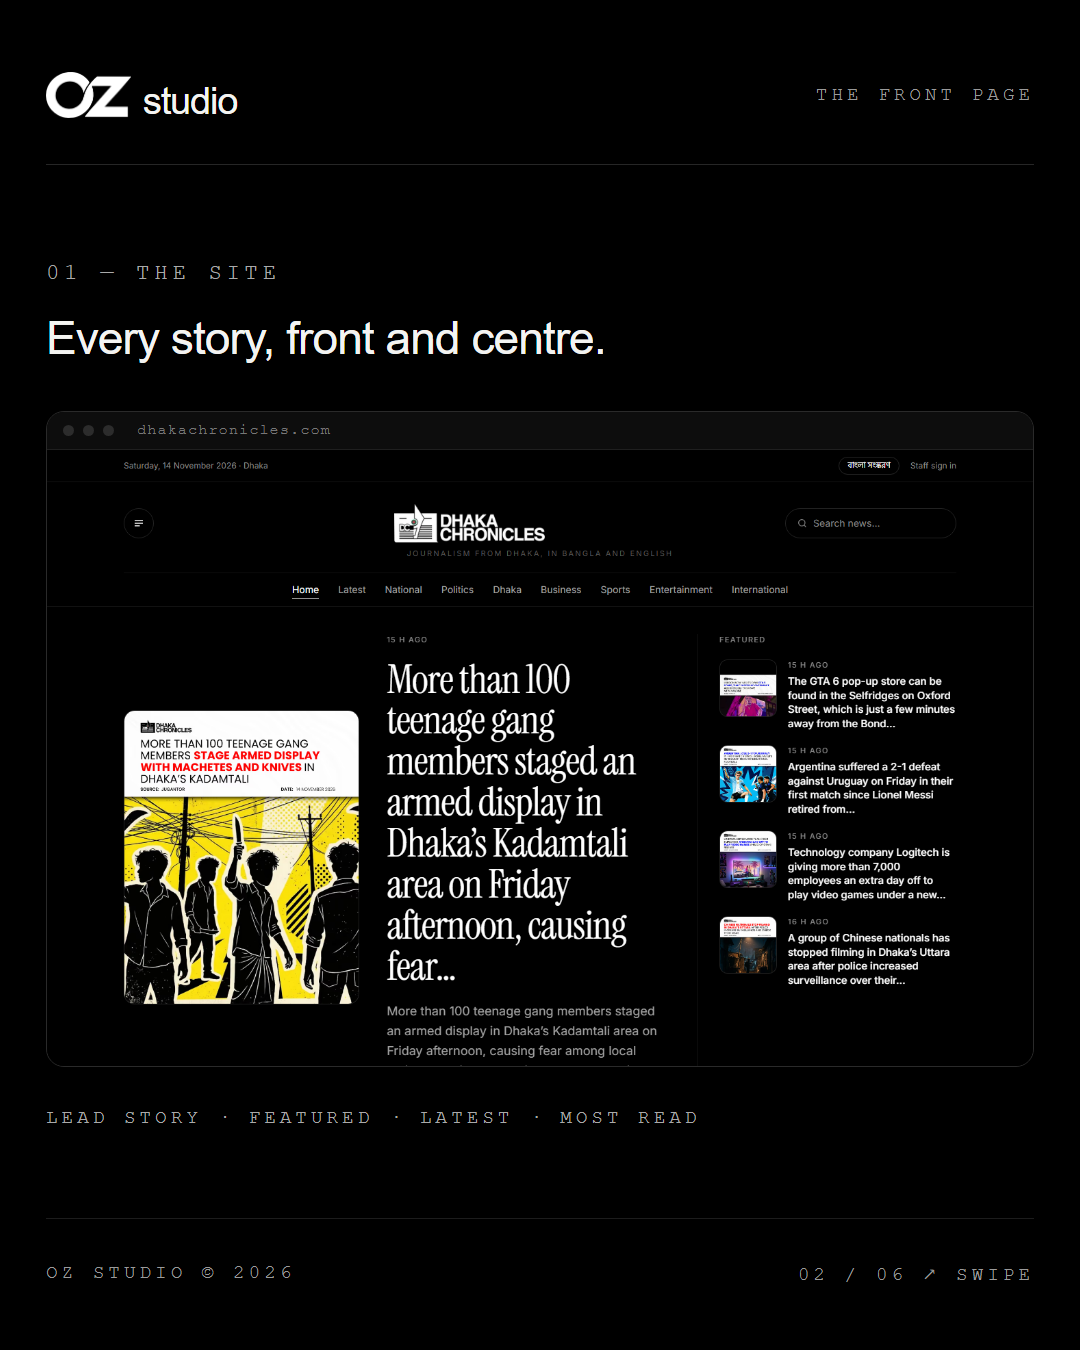 OZ studio
THE FRONT PAGE
01 — THE SITE
Every story, front and centre.
dhakachronicles.com
Saturday, 14 November 2026 · Dhaka
বাংলা সংস্করণ
Staff sign in
DHAKA
CHRONICLES
Search news...
JOURNALISM FROM DHAKA, IN BANGLA AND ENGLISH
Home Latest National Politics Dhaka Business Sports Entertainment International
DHAKA
CHRONICLES
MORE THAN 100 TEENAGE GANG
MEMBERS STAGE ARMED DISPLAY
WITH MACHETES AND KNIVES IN
DHAKA'S KADAMTALI
SOURCE: JUGANTOR
DATE: 14 NOVEMBER 2026
15 H AGO
More than 100
teenage gang
members staged an
armed display in
Dhaka's Kadamtali
area on Friday
afternoon, causing
fear...
More than 100 teenage gang members staged
an armed display in Dhaka's Kadamtali area on
Friday afternoon, causing fear among local
FEATURED
15 H AGO
The GTA 6 pop-up store can be
found in the Selfridges on Oxford
Street, which is just a few minutes
away from the Bond...
15 H AGO
Argentina suffered a 2-1 defeat
against Uruguay on Friday in their
first match since Lionel Messi
retired from...
15 H AGO
Technology company Logitech is
giving more than 7,000
employees an extra day off to
play video games under a new...
16 H AGO
A group of Chinese nationals has
stopped filming in Dhaka's Uttara
area after police increased
surveillance over their...
LEAD STORY · FEATURED · LATEST · MOST READ
OZ STUDIO © 2026
02 / 06 ↗ SWIPE